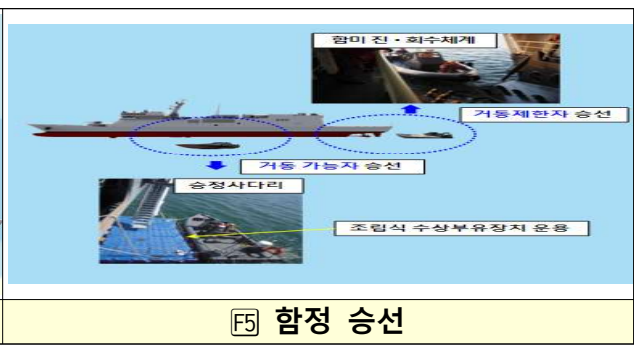 함미 진·회수체계
거동제한자 승선
거동 가능자 승선
승정사다리
조립식 수상부유장치 운용
F5 함정 승선